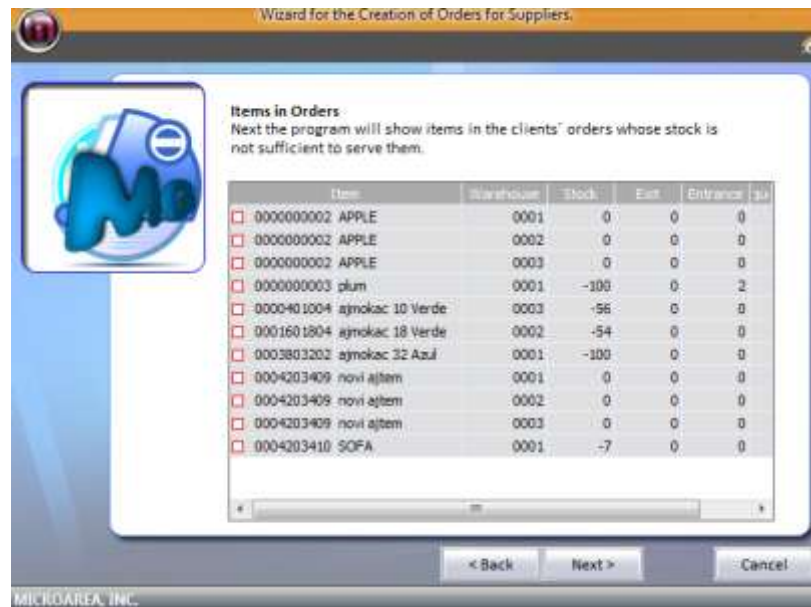 Wizard for the Creation of Orders for Suppliers.
Items in Orders
Next the program will show items in the clients´ orders whose stock is
not sufficient to serve them.
Item Warehouse Stock Exit Entrance
0000000002 APPLE 0001 0 0 0
0000000002 APPLE 0002 0 0 0
0000000002 APPLE 0003 0 0 0
0000000003 plum 0001 -100 0 2
0000401004 ajmokac 10 Verde 0003 -56 0 0
0001601804 ajmokac 18 Verde 0002 -54 0 0
0003803202 ajmokac 32 Azul 0001 -100 0 0
0004203409 novi ajtem 0001 0 0 0
0004203409 novi ajtem 0002 0 0 0
0004203409 novi ajtem 0003 0 0 0
0004203410 SOFA 0001 -7 0 0
< Back Next > Cancel
MICROAREA, INC.